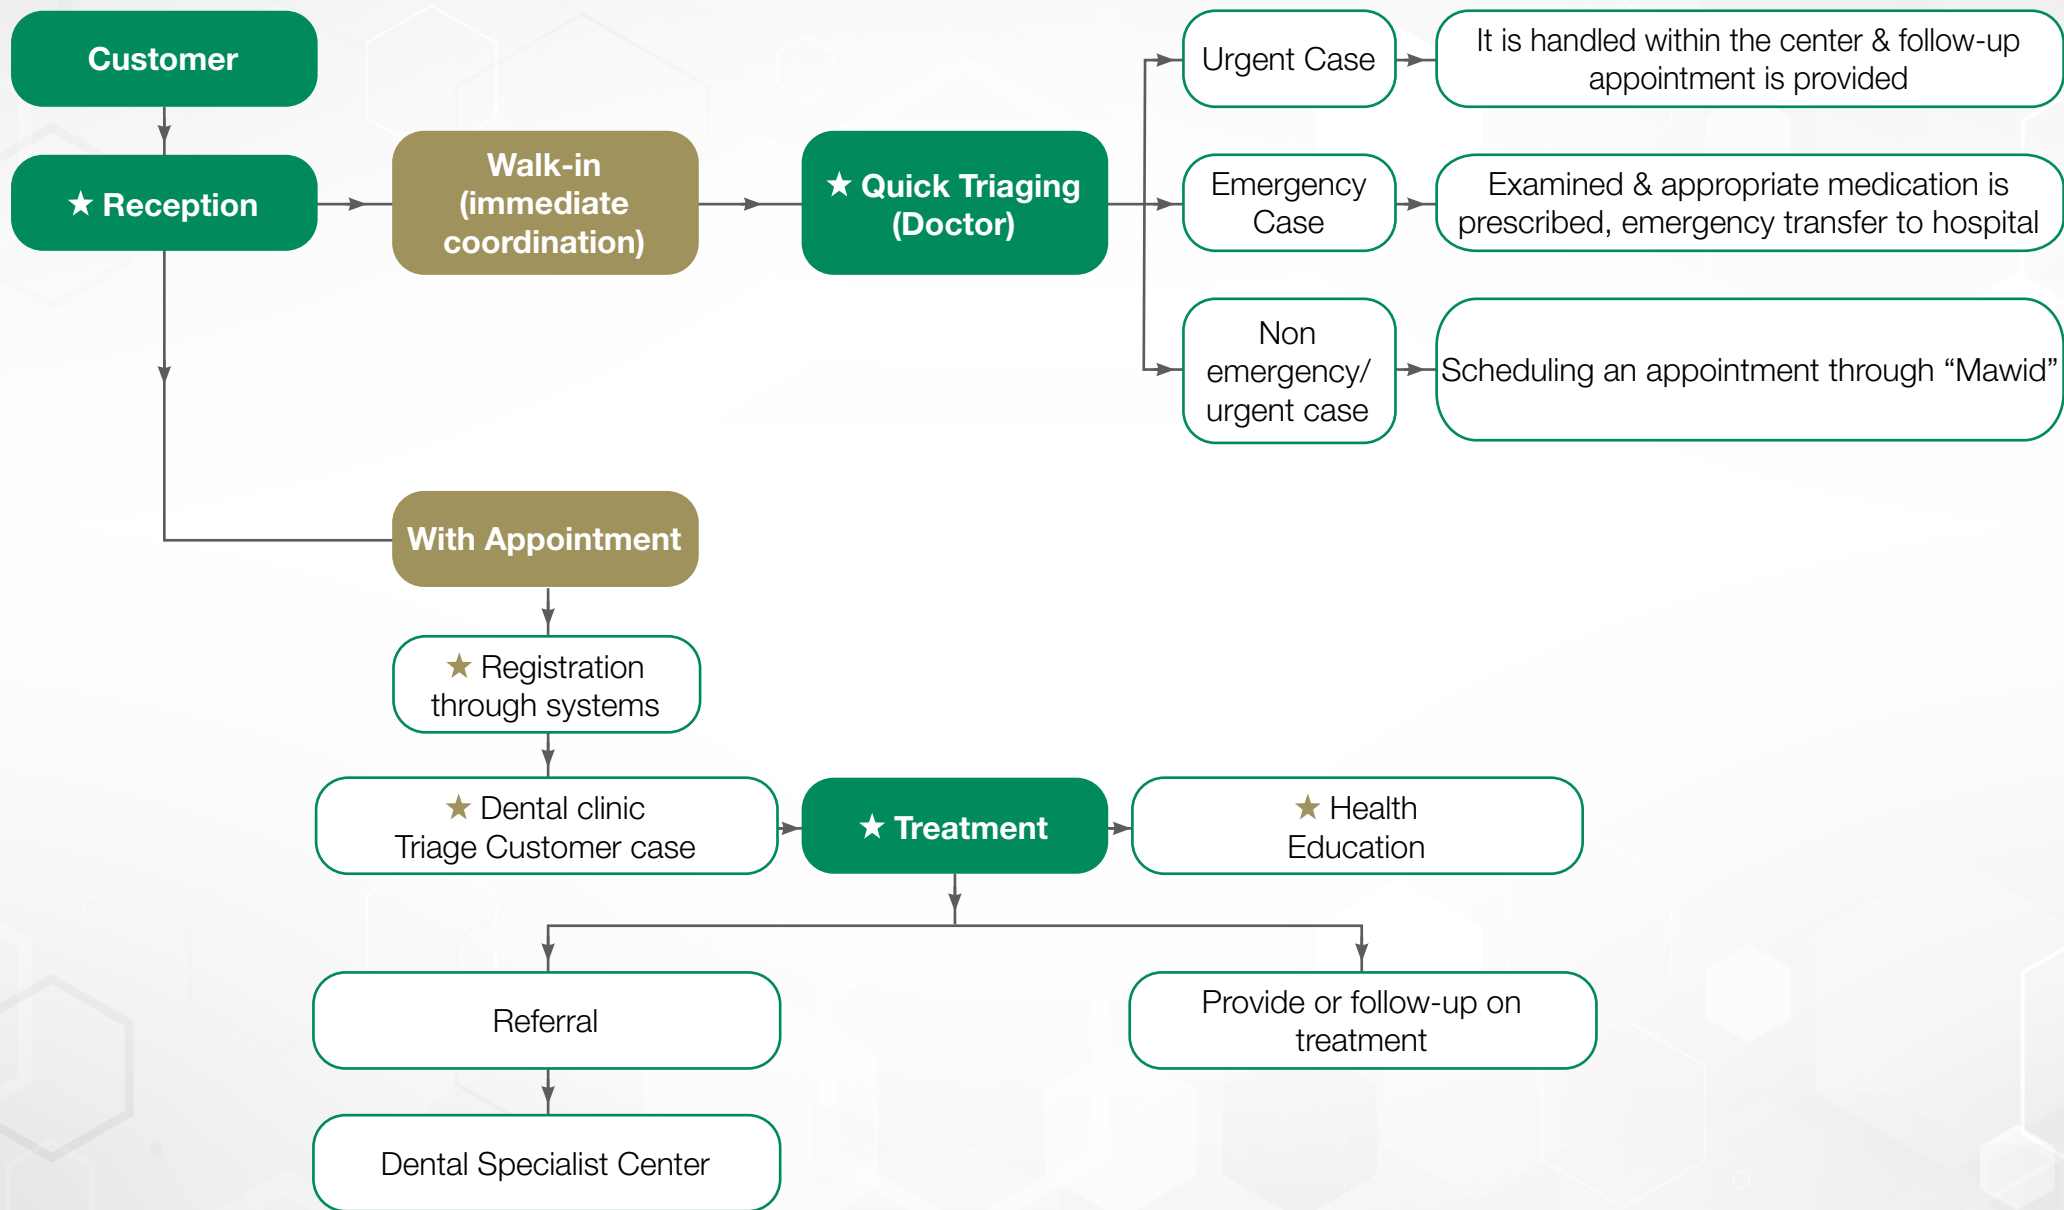 Customer
★ Reception
Walk-in
(immediate
coordination)
★ Quick Triaging
(Doctor)
Urgent Case
It is handled within the center & follow-up
appointment is provided
Emergency
Case
Examined & appropriate medication is
prescribed, emergency transfer to hospital
Non
emergency/
urgent case
Scheduling an appointment through “Mawid”
With Appointment
★ Registration
through systems
★ Dental clinic
Triage Customer case
★ Treatment
★ Health
Education
Referral
Provide or follow-up on
treatment
Dental Specialist Center